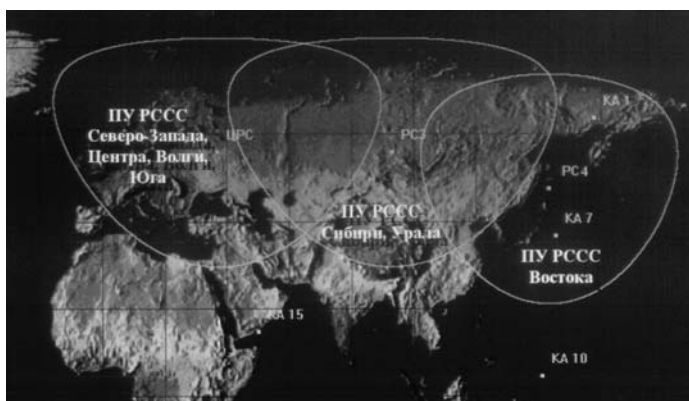 КА 1
ПУ РССС
Северо-Запада,
Центра, Волги,
Юга
ЦРС
РС3
РС4
ПУ РССС
Сибири, Урала
КА 7
ПУ РССС
Востока
КА 15
КА 10